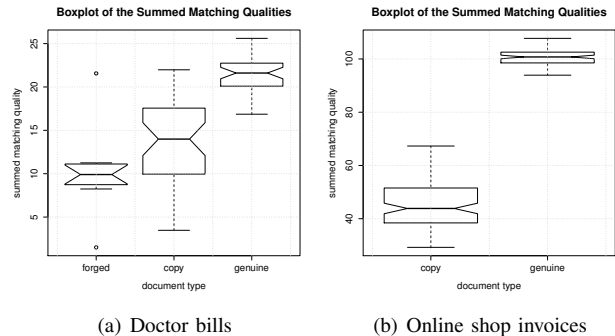 Boxplot of the Summed Matching Qualities
summed matching quality
25
20
15
10
5
forged copy genuine
document type
(a) Doctor bills
Boxplot of the Summed Matching Qualities
summed matching quality
100
80
60
40
copy genuine
document type
(b) Online shop invoices